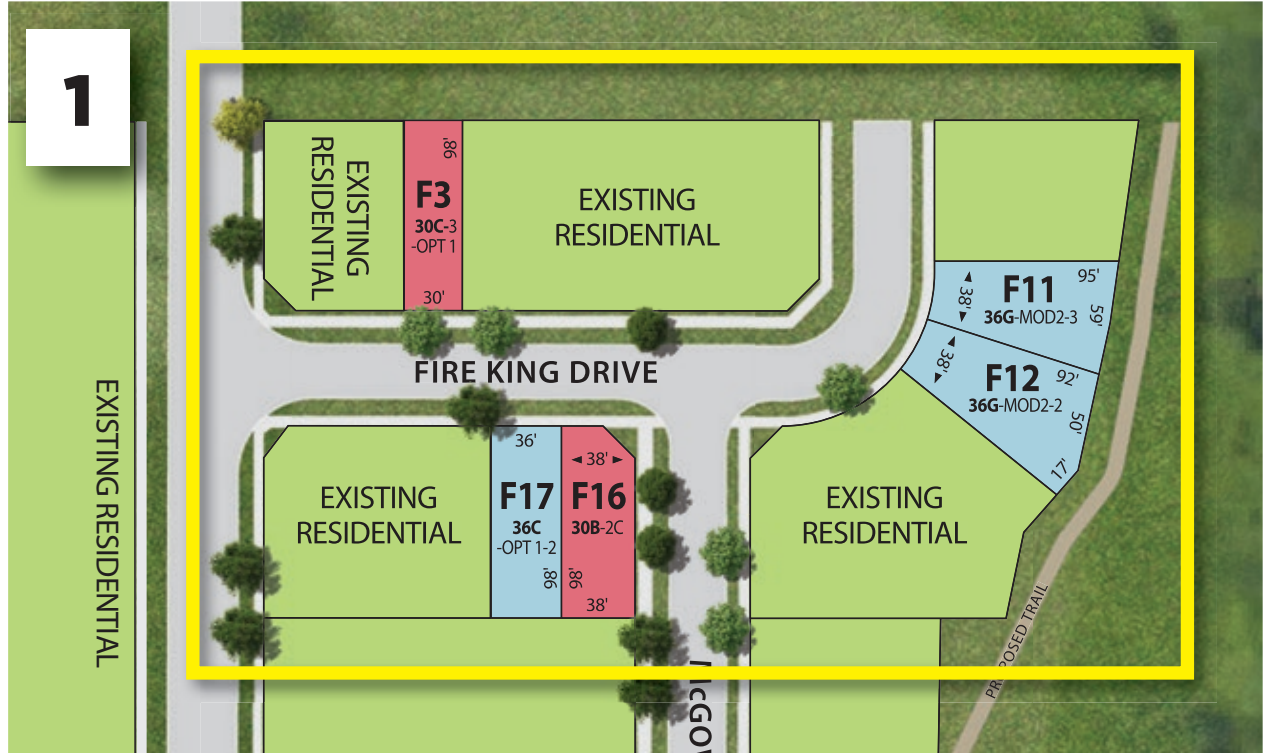 1
EXISTING
RESIDENTIAL
98'
F3
30C-3
-OPT 1
30'
EXISTING
RESIDENTIAL
95'
F11
38'
59'
36G-MOD2-3
38'
92'
F12
36G-MOD2-2
50'
17'
FIRE KING DRIVE
EXISTING RESIDENTIAL
EXISTING
RESIDENTIAL
36'
F17
36C
-OPT 1-2
98'
38'
F16
30B-2C
98'
38'
EXISTING
RESIDENTIAL
PROPOSED TRAIL